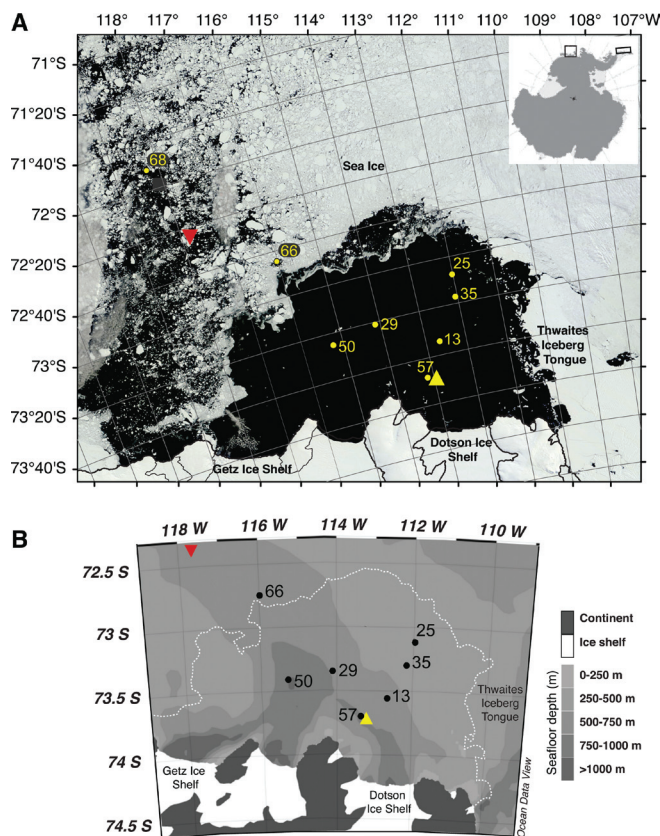 A
118°W
117°W
116°W
115°W
114°W
113°W
112°W
111°W
110°W
109°W
108°W
107°W
71°S
71°20'S
71°40'S
72°S
72°20'S
72°40'S
73°S
73°20'S
73°40'S
68
Sea Ice
66
25
35
29
13
50
57
Thwaites
Iceberg
Tongue
Getz Ice Shelf
Dotson Ice
Shelf
B
118 W
116 W
114 W
112 W
110 W
72.5 S
73 S
73.5 S
74 S
74.5 S
66
25
35
29
50
13
57
Thwaites
Iceberg
Tongue
Getz Ice
Shelf
Dotson
Ice Shelf
Ocean Data View
Continent
Ice shelf
Seafloor depth (m)
0-250 m
250-500 m
500-750 m
750-1000 m
>1000 m